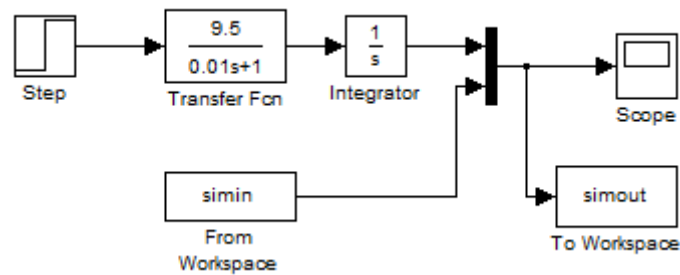 9.5
0.01s+1
1
s
Step
Transfer Fcn
Integrator
Scope
simin
simout
From
Workspace
To Workspace